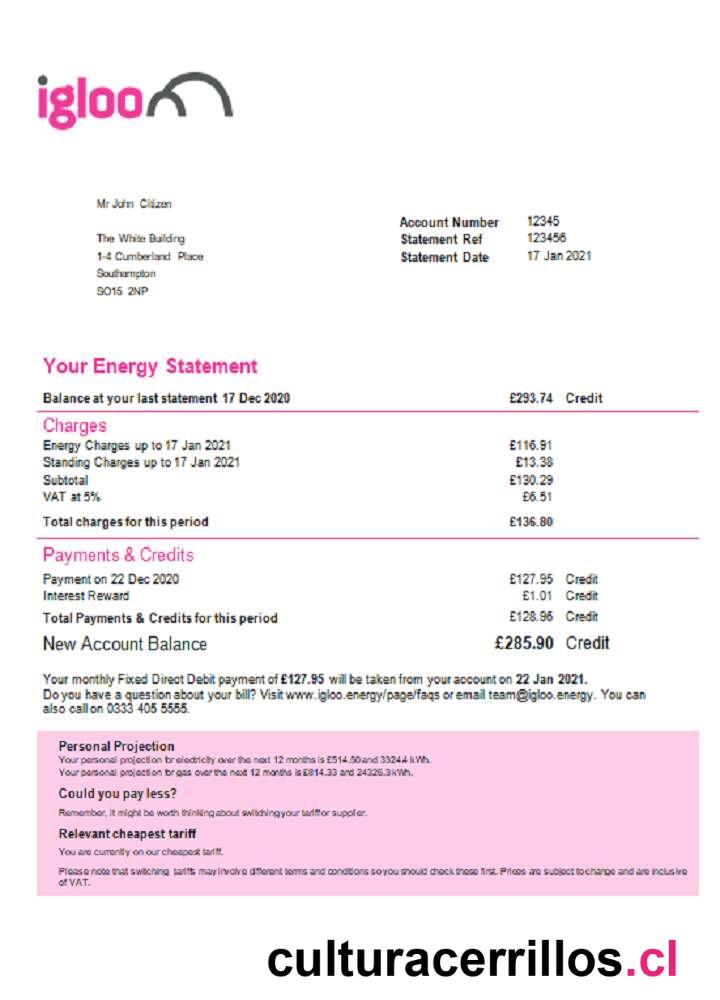 igloo
Mr John Citizen
The White Building
1-4 Cumberland Place
Southampton
SO15 2NP
Account Number 12345
Statement Ref 123456
Statement Date 17 Jan 2021
Your Energy Statement
Balance at your last statement 17 Dec 2020 £293.74 Credit
Charges
Energy Charges up to 17 Jan 2021 £116.91
Standing Charges up to 17 Jan 2021 £13.38
Subtotal £130.29
VAT at 5% £6.51
Total charges for this period £136.80
Payments & Credits
Payment on 22 Dec 2020 £127.95 Credit
Interest Reward £1.01 Credit
Total Payments & Credits for this period £128.96 Credit
New Account Balance £285.90 Credit
Your monthly Fixed Direct Debit payment of £127.95 will be taken from your account on 22 Jan 2021.
Do you have a question about your bill? Visit www.igloo.energy/page/faqs or email team@igloo.energy. You can
also call on 0333 405 5555.
Personal Projection
Your personal projection for electricity over the next 12 months is £514.50 and 3324.4 kWh.
Your personal projection for gas over the next 12 months is £814.33 and 24326.3 kWh.
Could you pay less?
Remember, it might be worth thinking about switching your tariff or supplier.
Relevant cheapest tariff
You are currently on our cheapest tariff.
Please note that switching tariffs may involve different terms and conditions so you should check these first. Prices are subject to change and are inclusive
of VAT.
culturacerrillos.cl